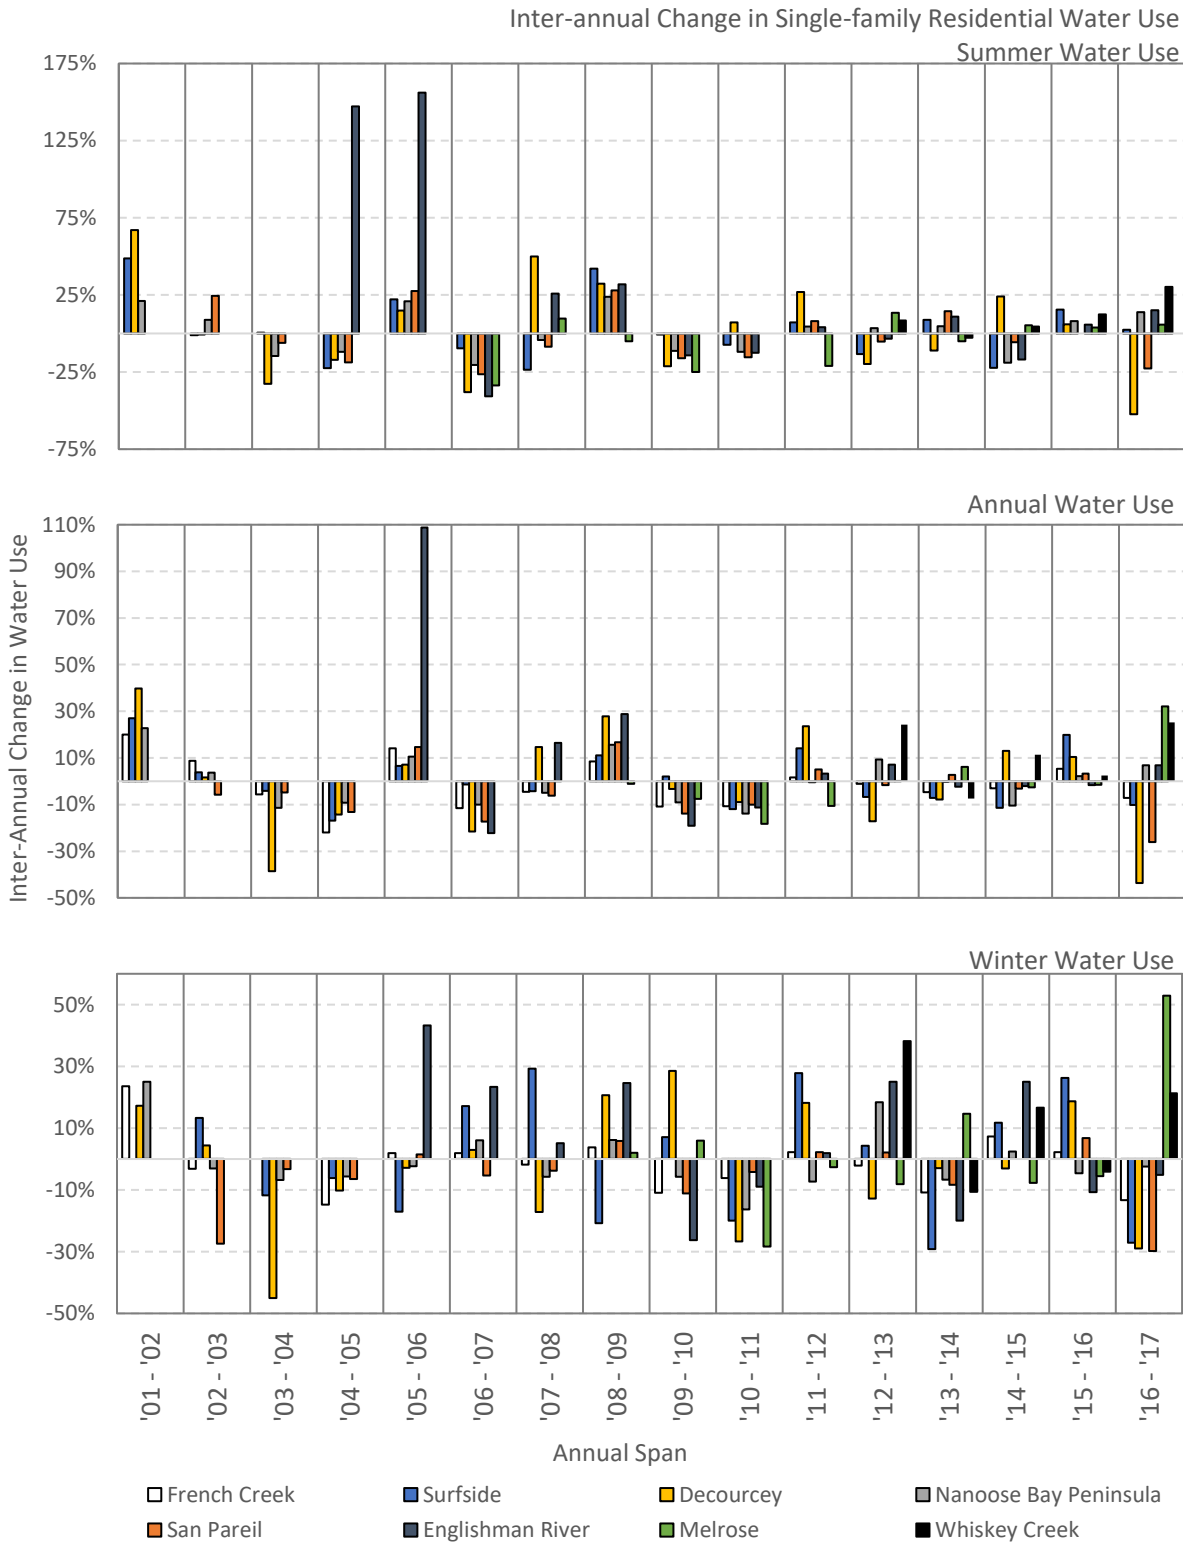 Inter-annual Change in Single-family Residential Water Use
Summer Water Use
175%
125%
75%
25%
-25%
-75%
Annual Water Use
110%
90%
70%
50%
30%
10%
-10%
-30%
-50%
Inter-Annual Change in Water Use
Winter Water Use
50%
30%
10%
-10%
-30%
-50%
'01 - '02
'02 - '03
'03 - '04
'04 - '05
'05 - '06
'06 - '07
'07 - '08
'08 - '09
'09 - '10
'10 - '11
'11 - '12
'12 - '13
'13 - '14
'14 - '15
'15 - '16
'16 - '17
Annual Span
French Creek
Surfside
Decourcey
Nanoose Bay Peninsula
San Pareil
Englishman River
Melrose
Whiskey Creek